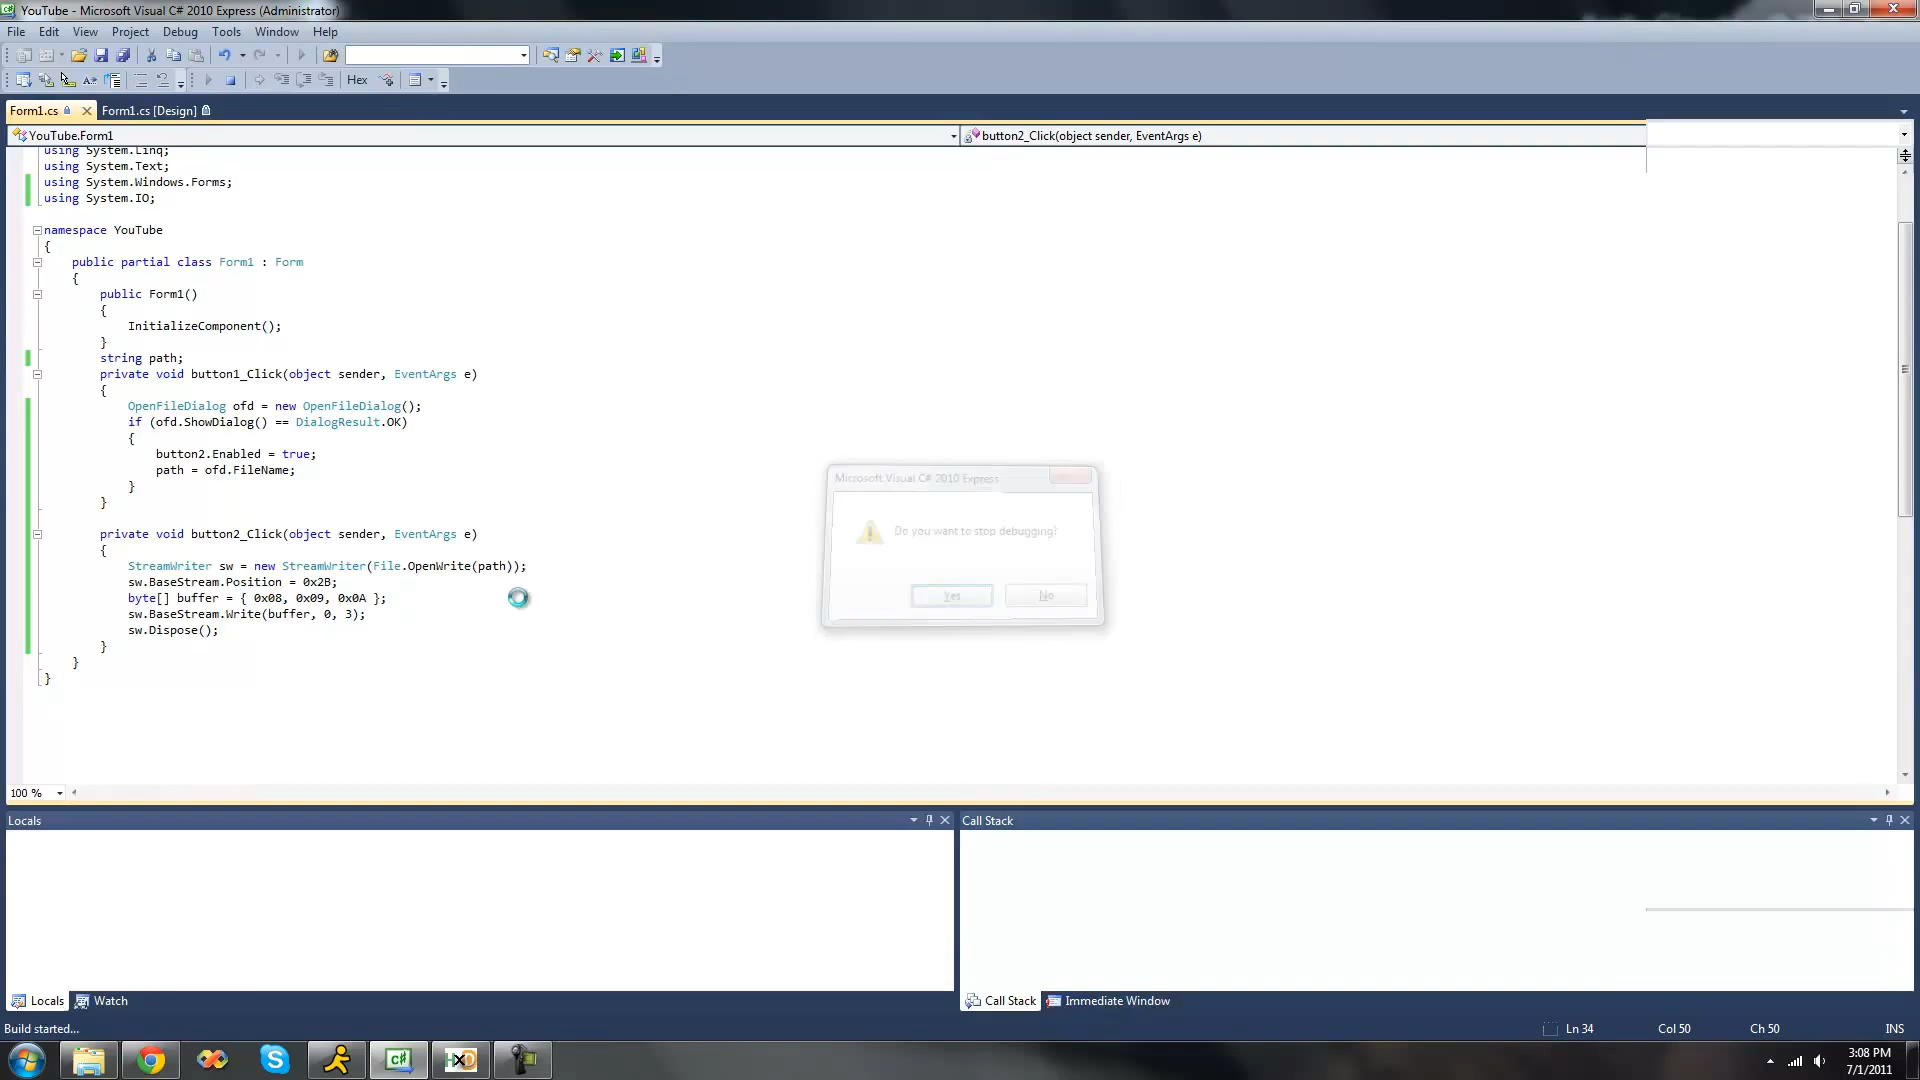 YouTube - Microsoft Visual C# 2010 Express (Administrator)
File Edit View Project Debug Tools Window Help
Hex
Form1.cs Form1.cs [Design]
YouTube.Form1 button2_Click(object sender, EventArgs e)
using System.Linq;
using System.Text;
using System.Windows.Forms;
using System.IO;
namespace YouTube
{
public partial class Form1 : Form
{
public Form1()
{
InitializeComponent();
}
string path;
private void button1_Click(object sender, EventArgs e)
{
OpenFileDialog ofd = new OpenFileDialog();
if (ofd.ShowDialog() == DialogResult.OK)
{
button2.Enabled = true;
path = ofd.FileName;
}
}
private void button2_Click(object sender, EventArgs e)
{
StreamWriter sw = new StreamWriter(File.OpenWrite(path));
sw.BaseStream.Position = 0x2B;
byte[] buffer = { 0x08, 0x09, 0x0A };
sw.BaseStream.Write(buffer, 0, 3);
sw.Dispose();
}
}
}
Microsoft Visual C# 2010 Express
Do you want to stop debugging?
Yes No
100 %
Locals Call Stack
Locals Watch Call Stack Immediate Window
Build started... Ln 34 Col 50 Ch 50 INS
C# HXD
3:08 PM
7/1/2011